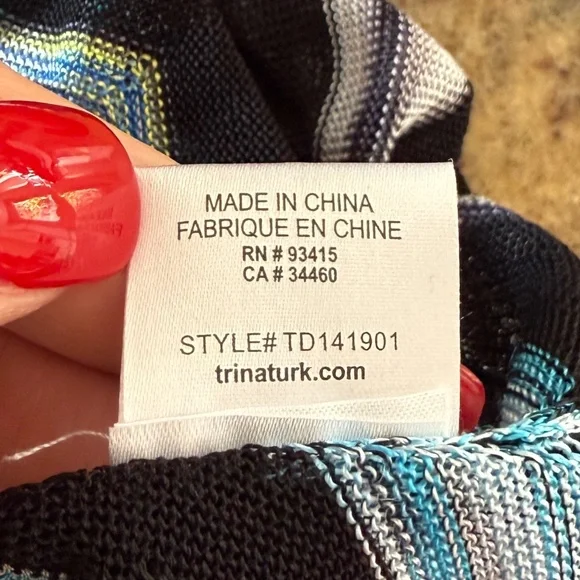 MADE IN CHINA
FABRIQUE EN CHINE
RN # 93415
CA # 34460
STYLE# TD141901
trinaturk.com